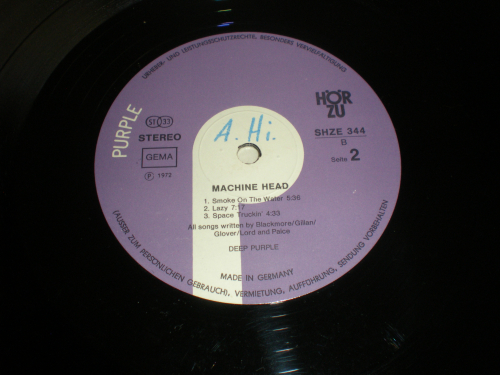 URHEBER- UND LEISTUNGSSCHUTZRECHTE, BESONDERS VERVIELFÄLTIGUNG
PURPLE
ST 33
STEREO
GEMA
P 1972
A. Hi.
HÖR
ZU
SHZE 344
B
Seite 2
MACHINE HEAD
1. Smoke On The Water 5:36
2. Lazy 7:17
3. Space Truckin' 4:33
All songs written by Blackmore/Gillan/
Glover/Lord and Paice
DEEP PURPLE
MADE IN GERMANY
(AUSSER ZUM PERSÖNLICHEN GEBRAUCH), VERMIETUNG, AUFFÜHRUNG, SENDUNG VORBEHALTEN